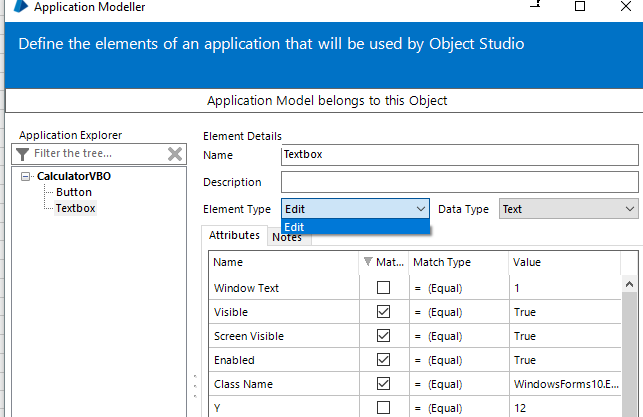 Application Modeller
Define the elements of an application that will be used by Object Studio
Application Model belongs to this Object
Application Explorer
Filter the tree...
CalculatorVBO
Button
Textbox
Element Details
Name Textbox
Description
Element Type Edit Data Type Text
Edit
Attributes Notes
Name Mat... Match Type Value
Window Text = (Equal) 1
Visible = (Equal) True
Screen Visible = (Equal) True
Enabled = (Equal) True
Class Name = (Equal) WindowsForms10.E...
Y = (Equal) 12